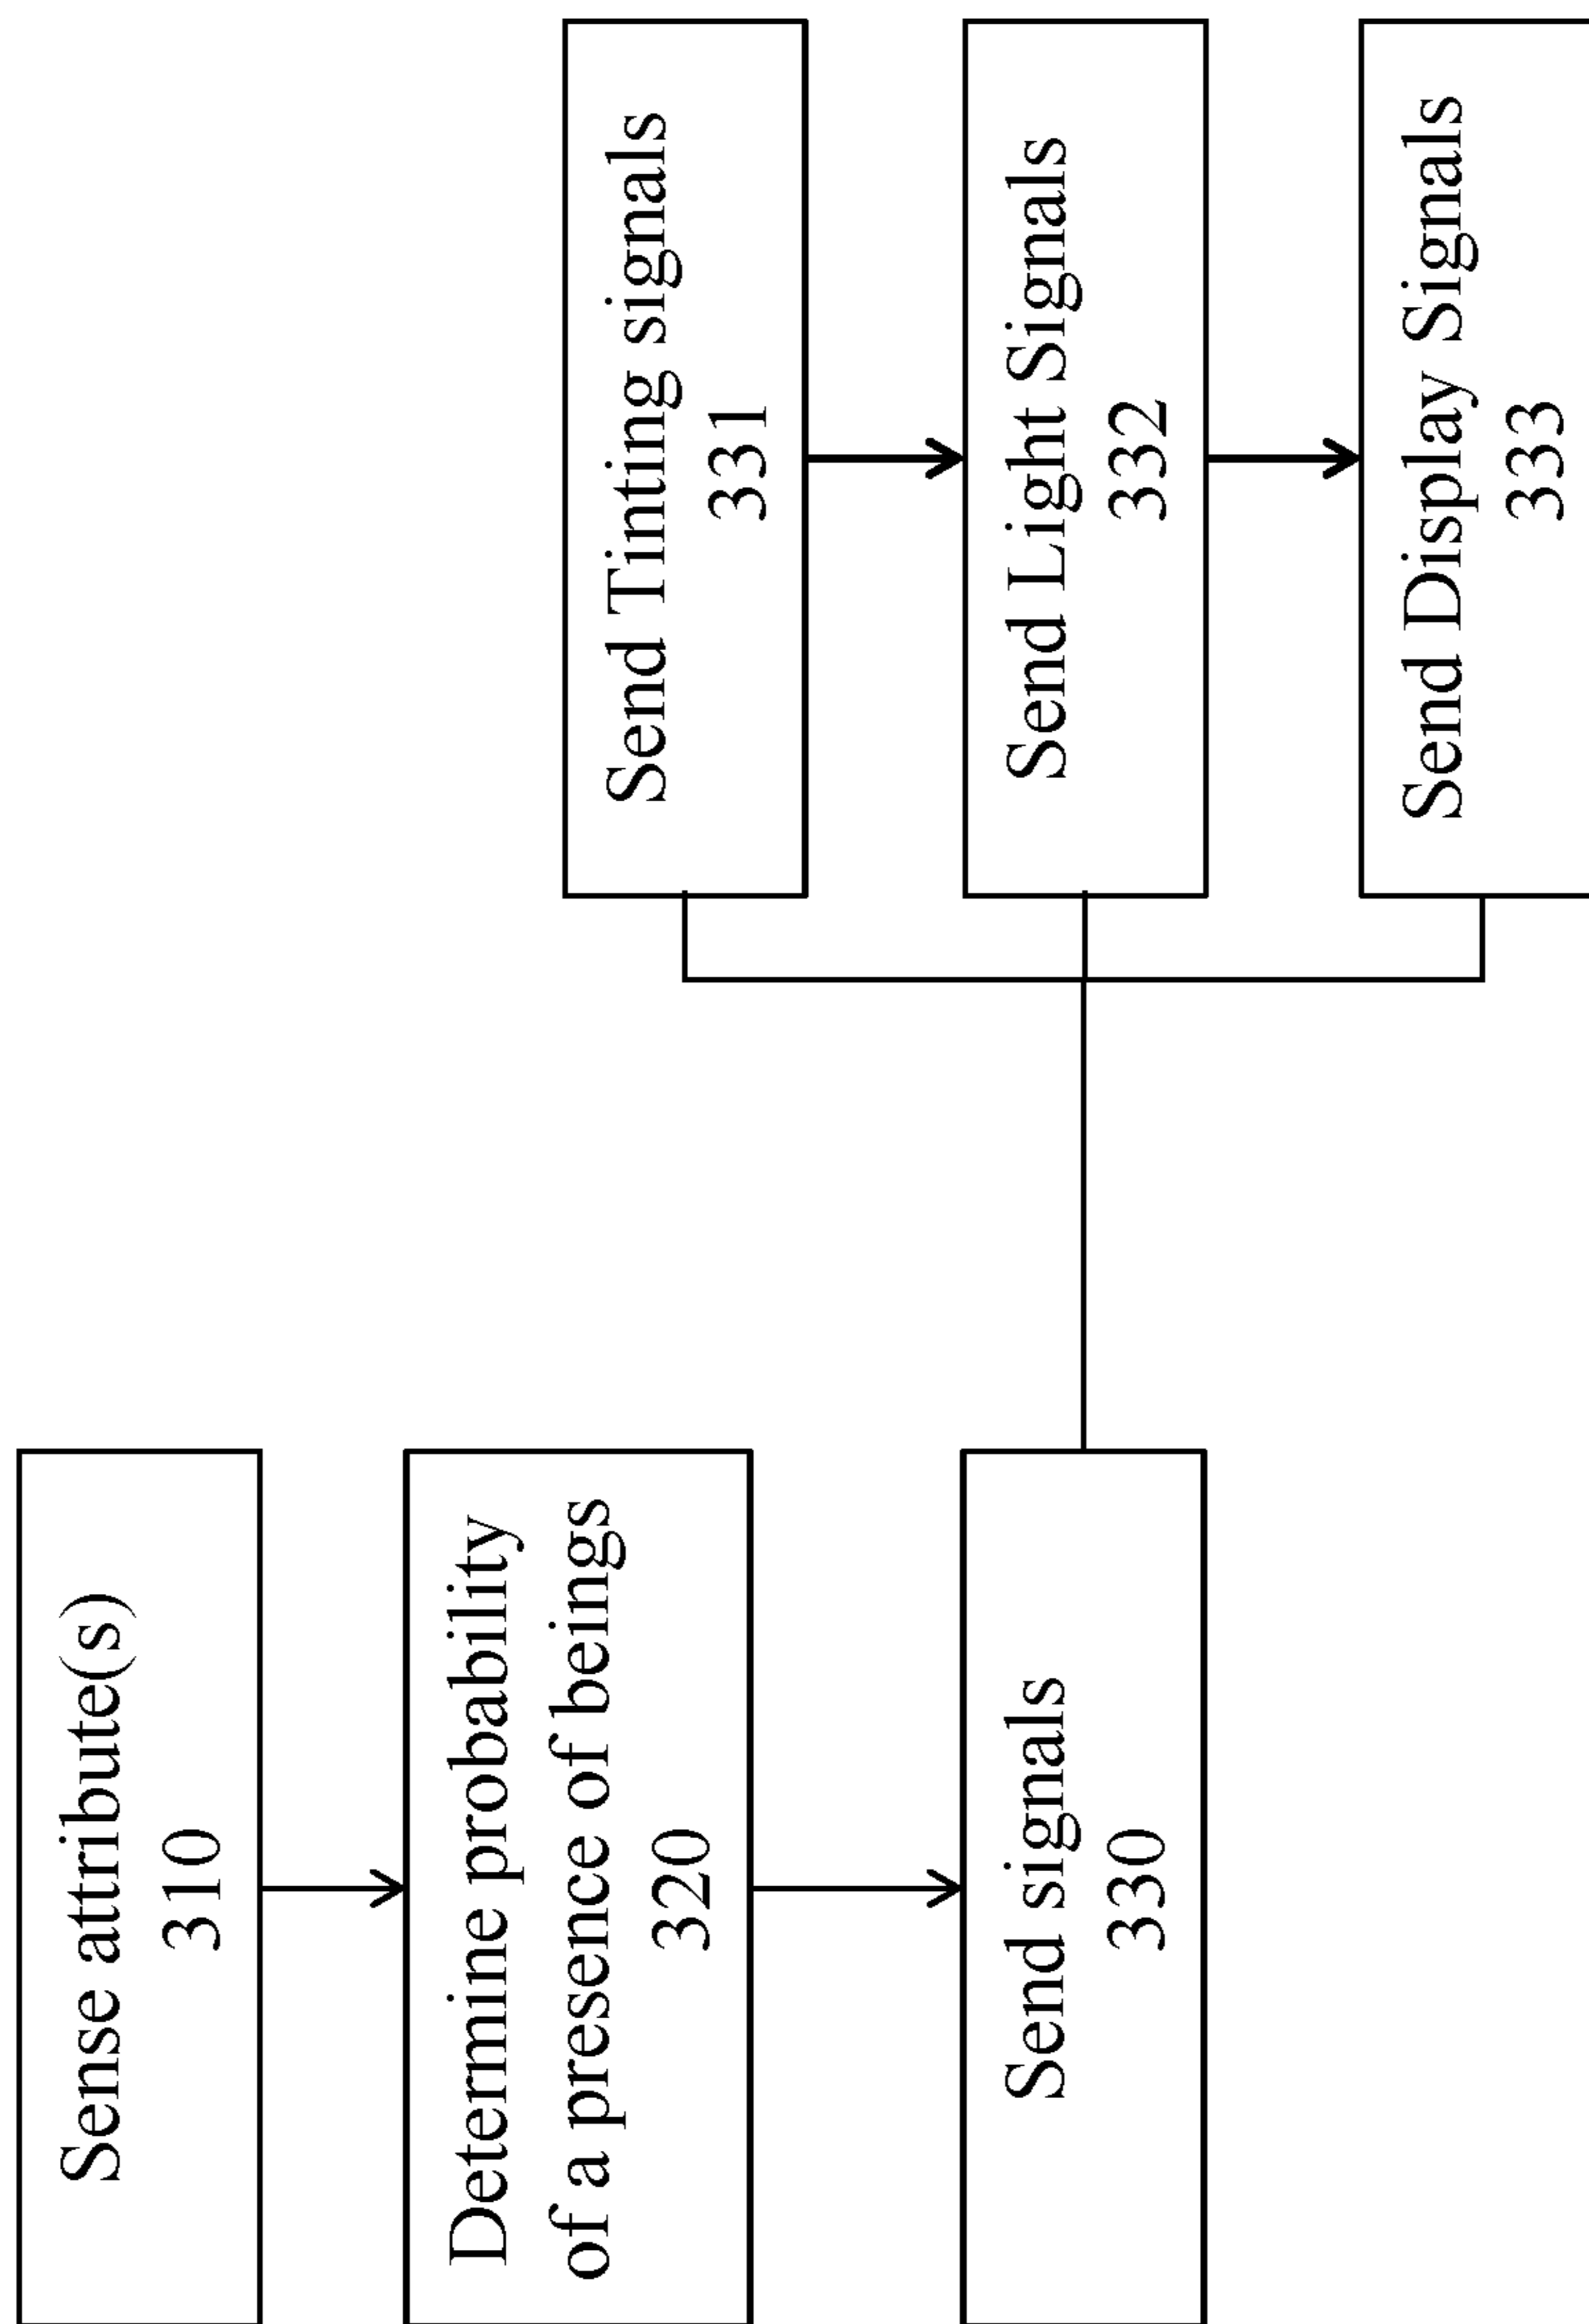 Sense attribute(s)
310
Determine probability
of a presence of beings
320
Send signals
330
Send Tinting signals
331
Send Light Signals
332
Send Display Signals
333